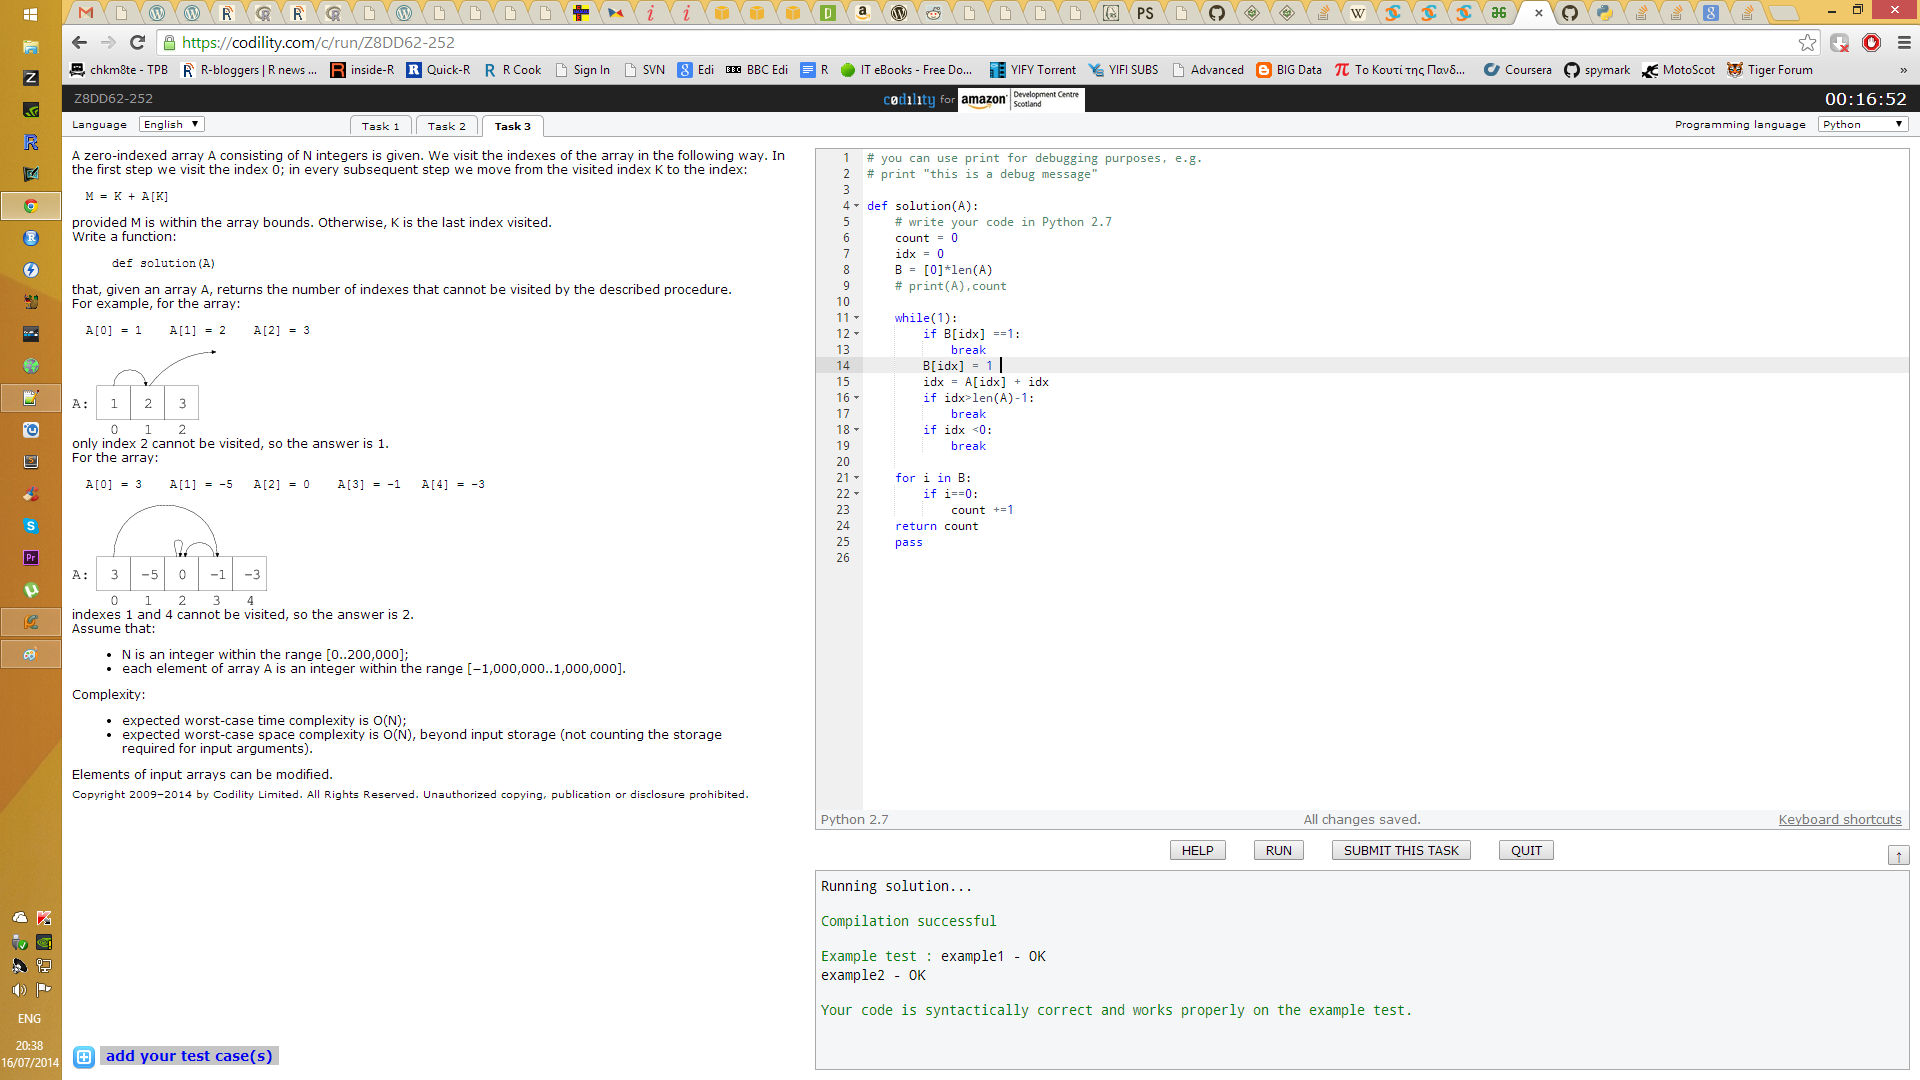 https://codility.com/c/run/Z8DD62-252
chkm8te - TPB R-bloggers | R news ... inside-R Quick-R R Cook Sign In SVN Edi BBC Edi R IT eBooks - Free Do... YIFY Torrent YIFI SUBS Advanced BIG Data Το Κουτί της Πανδ... Coursera spymark MotoScot Tiger Forum »
Z8DD62-252 codility for amazon Development Centre Scotland 00:16:52
Language English Task 1 Task 2 Task 3 Programming language Python
A zero-indexed array A consisting of N integers is given. We visit the indexes of the array in the following way. In
the first step we visit the index 0; in every subsequent step we move from the visited index K to the index:
M = K + A[K]
provided M is within the array bounds. Otherwise, K is the last index visited.
Write a function:
def solution(A)
that, given an array A, returns the number of indexes that cannot be visited by the described procedure.
For example, for the array:
A[0] = 1 A[1] = 2 A[2] = 3
A: 1 2 3
0 1 2
only index 2 cannot be visited, so the answer is 1.
For the array:
A[0] = 3 A[1] = -5 A[2] = 0 A[3] = -1 A[4] = -3
A: 3 -5 0 -1 -3
0 1 2 3 4
indexes 1 and 4 cannot be visited, so the answer is 2.
Assume that:
• N is an integer within the range [0..200,000];
• each element of array A is an integer within the range [−1,000,000..1,000,000].
Complexity:
• expected worst-case time complexity is O(N);
• expected worst-case space complexity is O(N), beyond input storage (not counting the storage
required for input arguments).
Elements of input arrays can be modified.
Copyright 2009–2014 by Codility Limited. All Rights Reserved. Unauthorized copying, publication or disclosure prohibited.
add your test case(s)
1 # you can use print for debugging purposes, e.g.
2 # print "this is a debug message"
3
4 def solution(A):
5 # write your code in Python 2.7
6 count = 0
7 idx = 0
8 B = [0]*len(A)
9 # print(A),count
10
11 while(1):
12 if B[idx] ==1:
13 break
14 B[idx] = 1
15 idx = A[idx] + idx
16 if idx>len(A)-1:
17 break
18 if idx <0:
19 break
20
21 for i in B:
22 if i==0:
23 count +=1
24 return count
25 pass
26
Python 2.7 All changes saved. Keyboard shortcuts
HELP RUN SUBMIT THIS TASK QUIT
↑
Running solution...
Compilation successful
Example test : example1 - OK
example2 - OK
Your code is syntactically correct and works properly on the example test.
ENG
20:38
16/07/2014